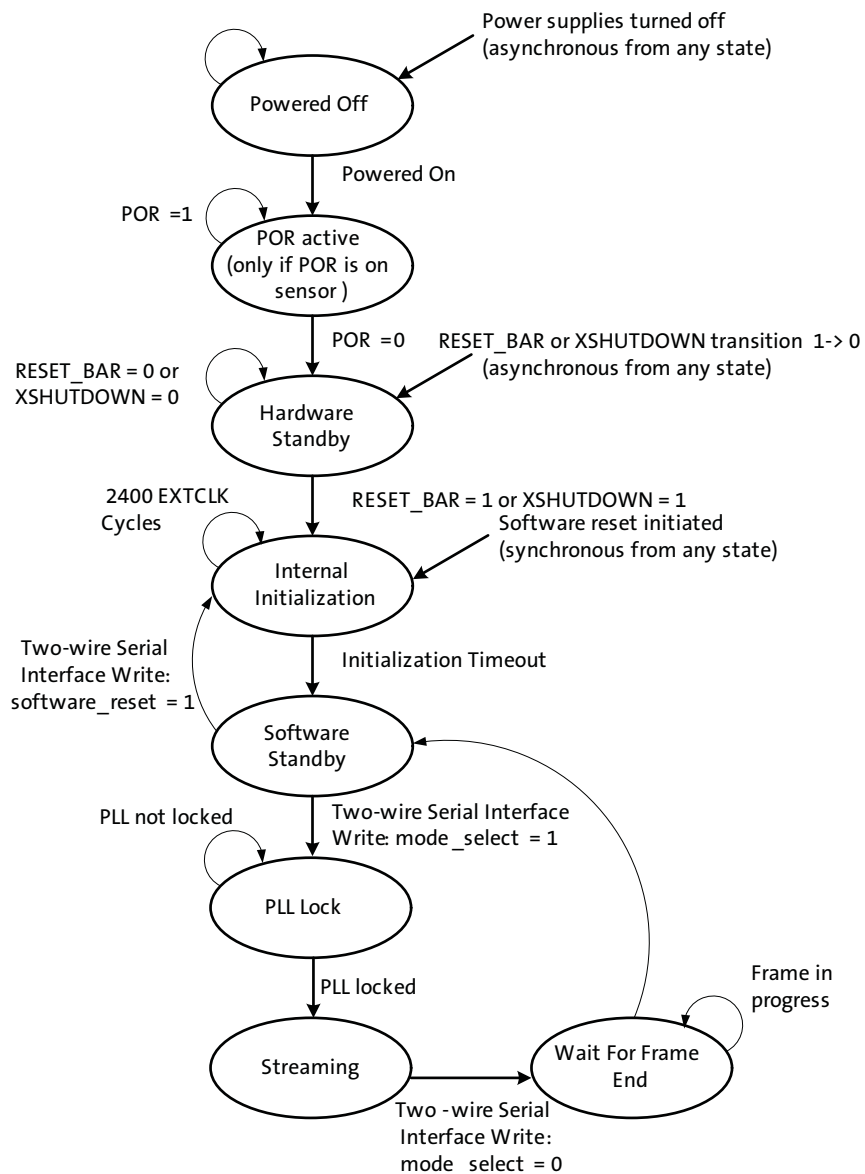 Power supplies turned off
(asynchronous from any state)
Powered Off
Powered On
POR =1
POR active
(only if POR is on
sensor )
POR =0
RESET_BAR or XSHUTDOWN transition 1-> 0
(asynchronous from any state)
RESET_BAR = 0 or
XSHUTDOWN = 0
Hardware
Standby
2400 EXTCLK
Cycles
RESET_BAR = 1 or XSHUTDOWN = 1
Software reset initiated
(synchronous from any state)
Internal
Initialization
Two-wire Serial
Interface Write:
software_reset = 1
Initialization Timeout
Software
Standby
PLL not locked
Two-wire Serial Interface
Write: mode_select = 1
PLL Lock
PLL locked
Frame in
progress
Streaming
Wait For Frame
End
Two -wire Serial
Interface Write:
mode_select = 0